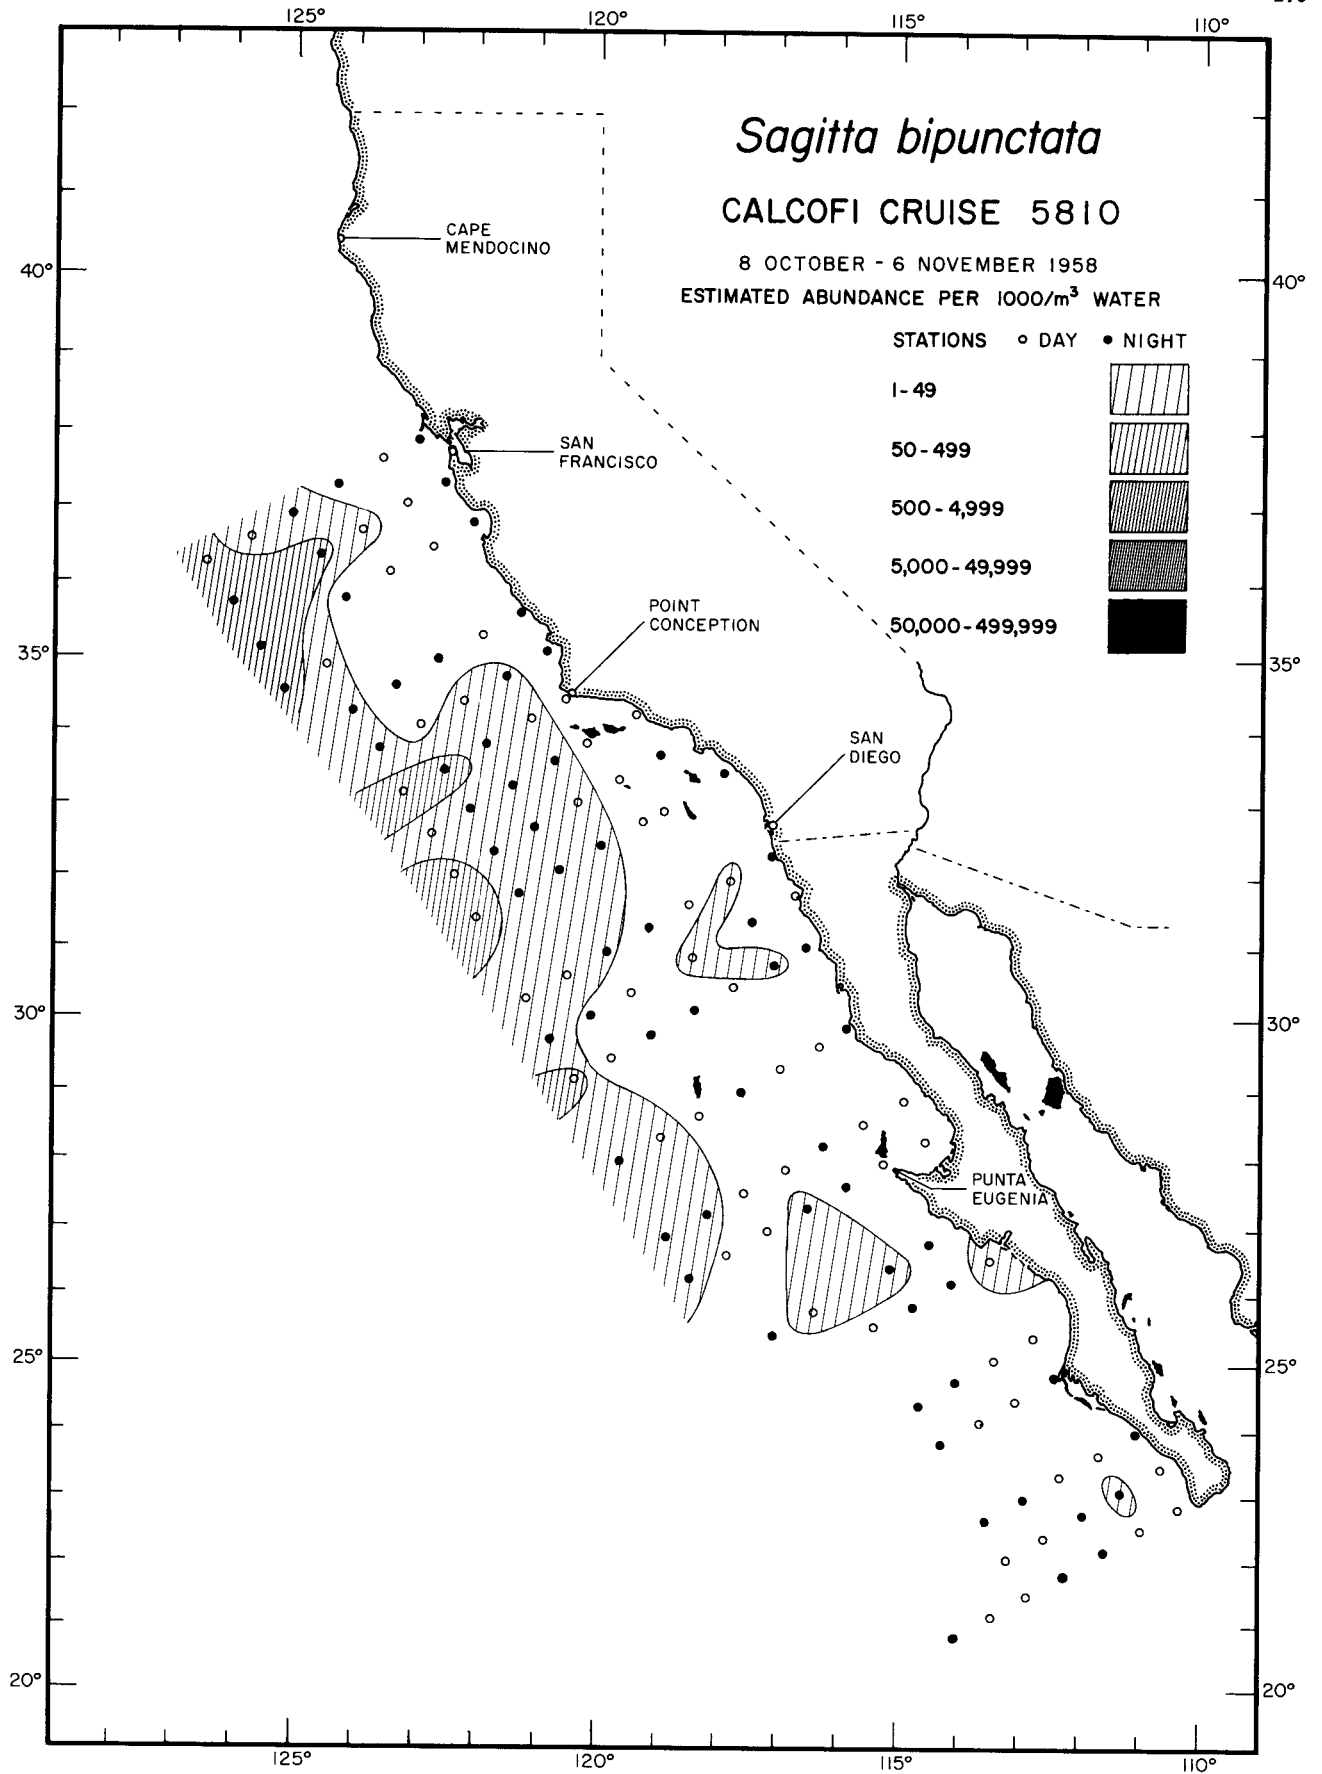 125°
120°
115°
110°
Sagitta bipunctata
CALCOFI CRUISE 5810
8 OCTOBER - 6 NOVEMBER 1958
ESTIMATED ABUNDANCE PER 1000/m³ WATER
STATIONS ○ DAY ● NIGHT
1-49
50-499
500-4,999
5,000-49,999
50,000-499,999
CAPE
MENDOCINO
40°
40°
SAN
FRANCISCO
POINT
CONCEPTION
35°
35°
SAN
DIEGO
30°
30°
PUNTA
EUGENIA
25°
25°
20°
20°
125°
120°
115°
110°